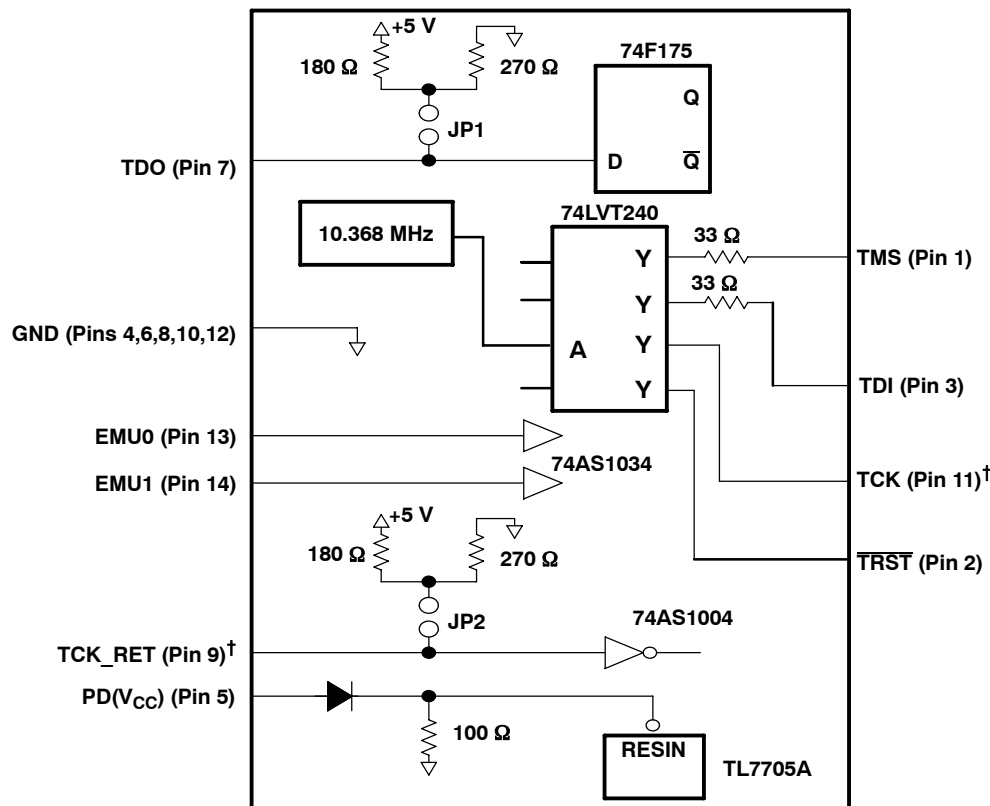 +5 V
180 Ω
270 Ω
74F175
Q
JP1
TDO (Pin 7)
D
Q̅
74LVT240
10.368 MHz
33 Ω
Y
TMS (Pin 1)
33 Ω
Y
GND (Pins 4,6,8,10,12)
A
Y
Y
TDI (Pin 3)
EMU0 (Pin 13)
74AS1034
EMU1 (Pin 14)
TCK (Pin 11)†
+5 V
180 Ω
270 Ω
T̅R̅S̅T̅ (Pin 2)
JP2
74AS1004
TCK_RET (Pin 9)†
PD(VCC) (Pin 5)
100 Ω
RESIN
TL7705A